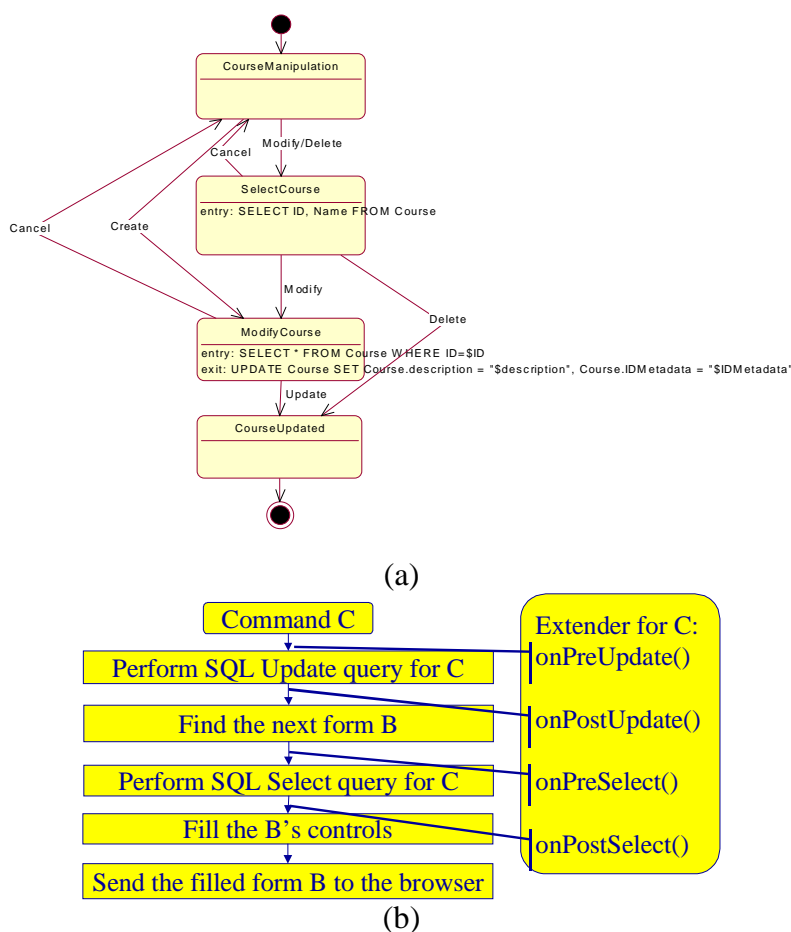 CourseManipulation
Modify/Delete
Cancel
SelectCourse
entry: SELECT ID, Name FROM Course
Cancel
Create
Modify
Delete
ModifyCourse
entry: SELECT * FROM Course WHERE ID=$ID
exit: UPDATE Course SET Course.description = "$description", Course.IDMetadata = "$IDMetadata"
Update
CourseUpdated
(a)
Command C
Perform SQL Update query for C
Find the next form B
Perform SQL Select query for C
Fill the B's controls
Send the filled form B to the browser
Extender for C:
onPreUpdate()
onPostUpdate()
onPreSelect()
onPostSelect()
(b)